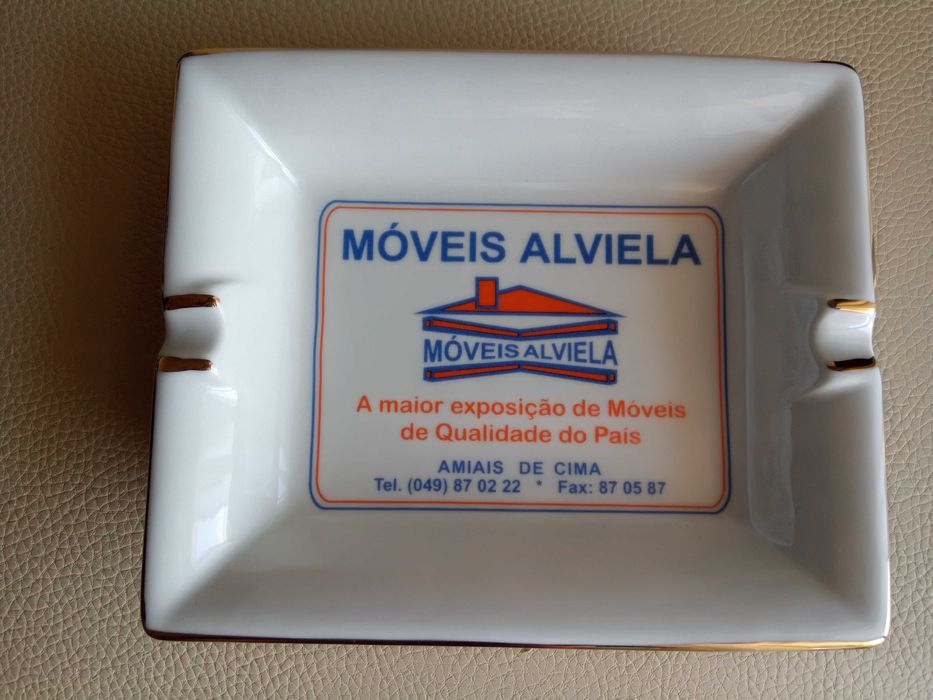 MÓVEIS ALVIELA
MÓVEIS ALVIELA
A maior exposição de Móveis
de Qualidade do País
AMIAIS DE CIMA
Tel. (049) 87 02 22 * Fax: 87 05 87